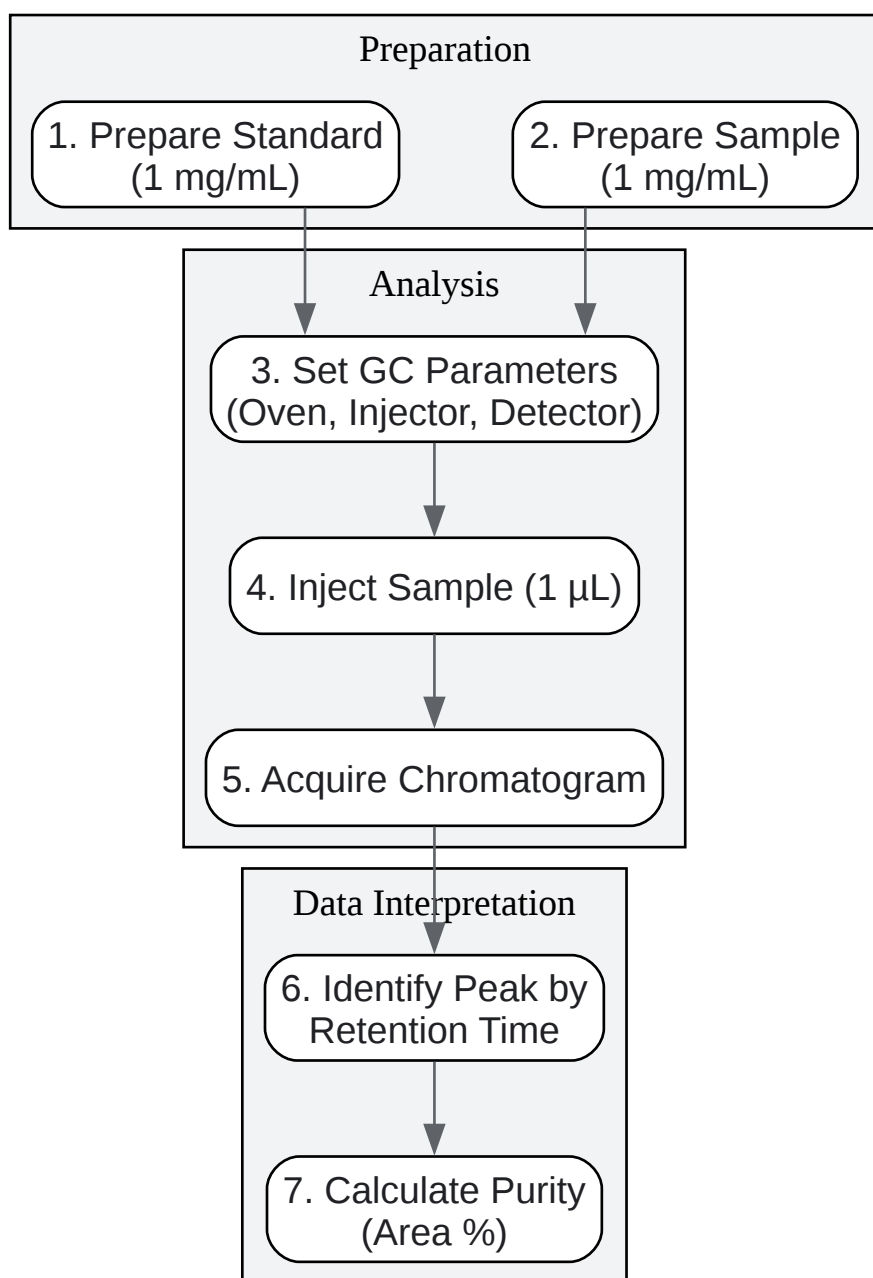 Preparation
1. Prepare Standard
(1 mg/mL)
2. Prepare Sample
(1 mg/mL)
Analysis
3. Set GC Parameters
(Oven, Injector, Detector)
4. Inject Sample (1 µL)
5. Acquire Chromatogram
Data Interpretation
6. Identify Peak by
Retention Time
7. Calculate Purity
(Area %)